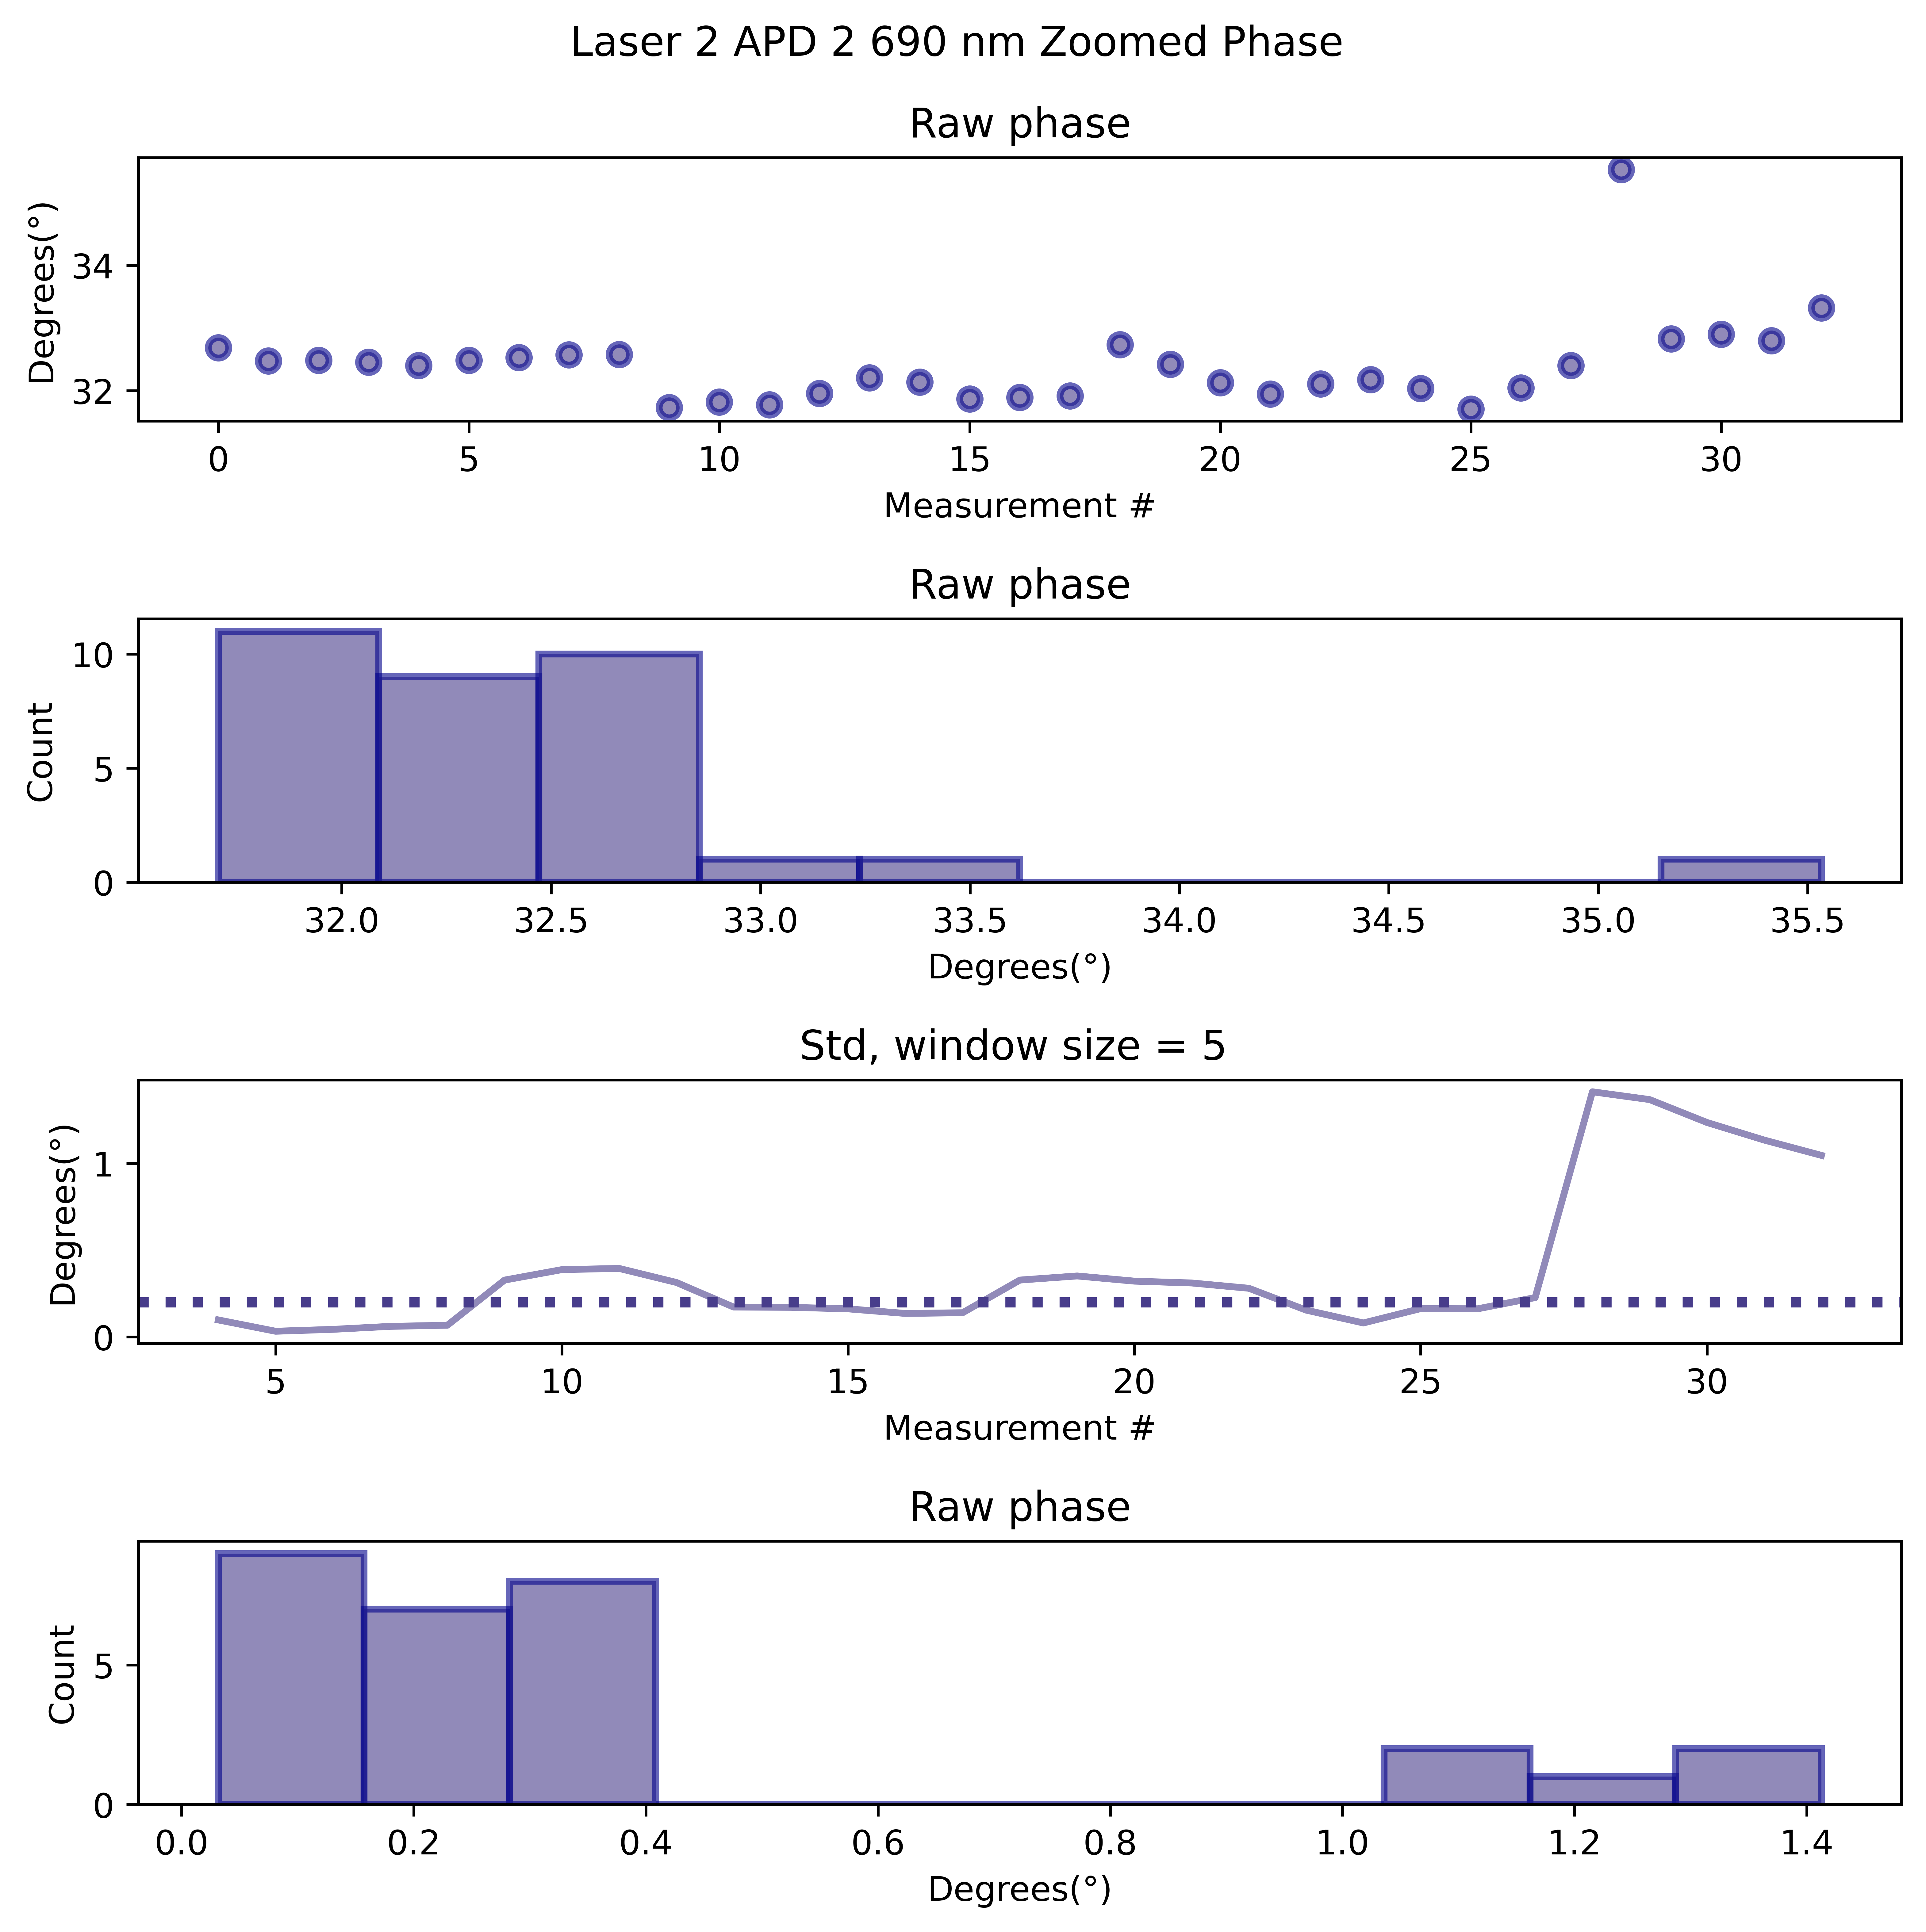 Laser 2 APD 2 690 nm Zoomed Phase
Raw phase
Degrees(°)
34
32
0 5 10 15 20 25 30
Measurement #
Raw phase
Count
10
5
0
32.0 32.5 33.0 33.5 34.0 34.5 35.0 35.5
Degrees(°)
Std, window size = 5
Degrees(°)
1
0
5 10 15 20 25 30
Measurement #
Raw phase
Count
5
0
0.0 0.2 0.4 0.6 0.8 1.0 1.2 1.4
Degrees(°)